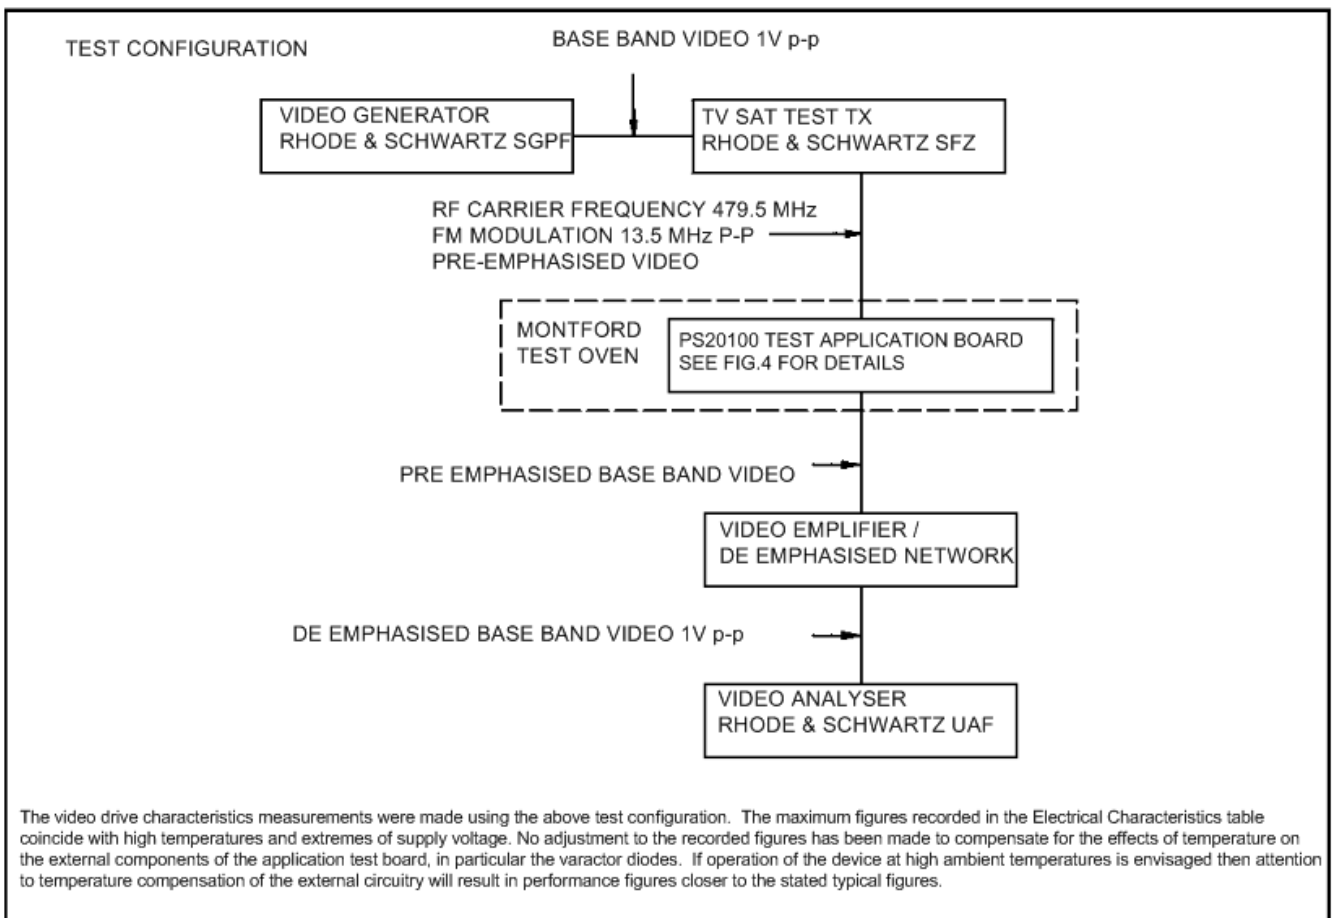 TEST CONFIGURATION
BASE BAND VIDEO 1V p-p
VIDEO GENERATOR
RHODE & SCHWARTZ SGPF
TV SAT TEST TX
RHODE & SCHWARTZ SFZ
RF CARRIER FREQUENCY 479.5 MHz
FM MODULATION 13.5 MHz P-P
PRE-EMPHASISED VIDEO
MONTFORD
TEST OVEN
PS20100 TEST APPLICATION BOARD
SEE FIG.4 FOR DETAILS
PRE EMPHASISED BASE BAND VIDEO
VIDEO EMPLIFIER /
DE EMPHASISED NETWORK
DE EMPHASISED BASE BAND VIDEO 1V p-p
VIDEO ANALYSER
RHODE & SCHWARTZ UAF
The video drive characteristics measurements were made using the above test configuration. The maximum figures recorded in the Electrical Characteristics table
coincide with high temperatures and extremes of supply voltage. No adjustment to the recorded figures has been made to compensate for the effects of temperature on
the external components of the application test board, in particular the varactor diodes. If operation of the device at high ambient temperatures is envisaged then attention
to temperature compensation of the external circuitry will result in performance figures closer to the stated typical figures.